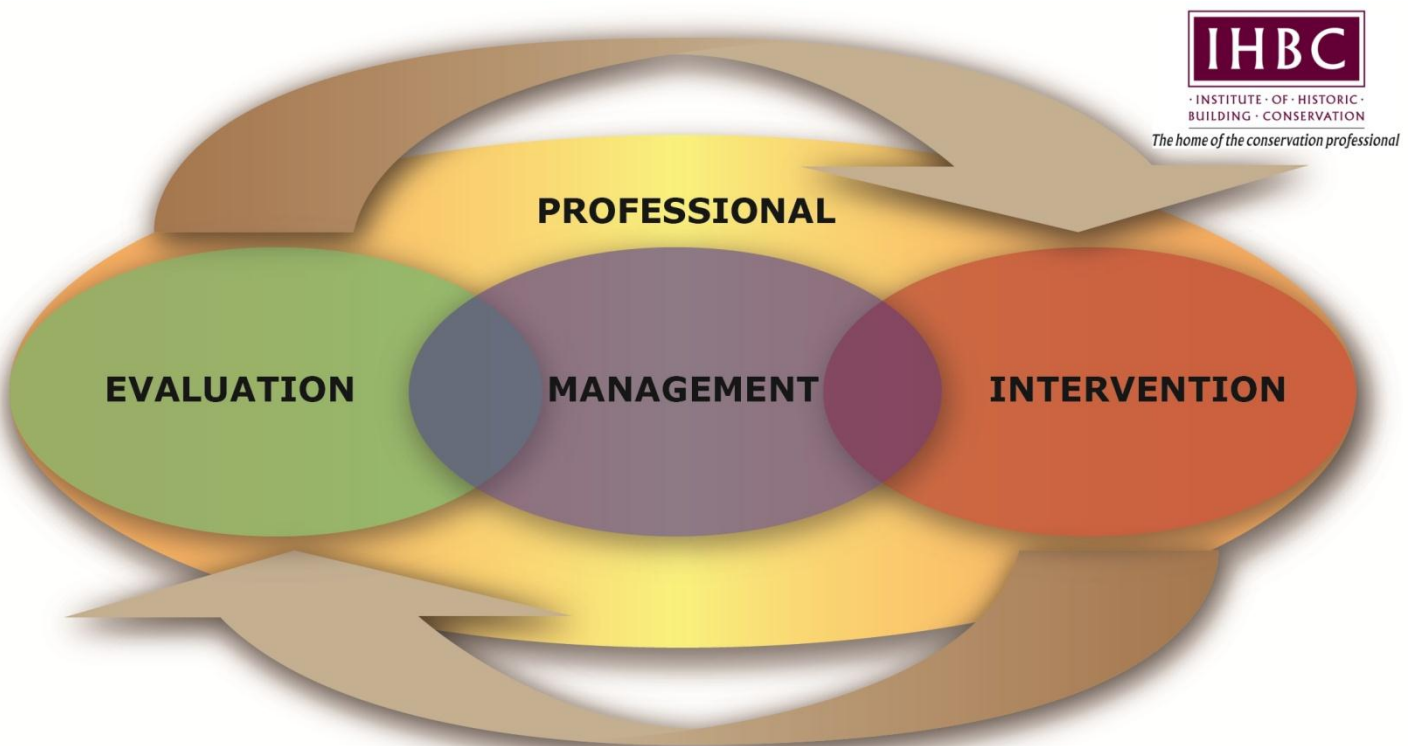 IHBC
· INSTITUTE · OF · HISTORIC ·
BUILDING · CONSERVATION
The home of the conservation professional
PROFESSIONAL
EVALUATION
MANAGEMENT
INTERVENTION